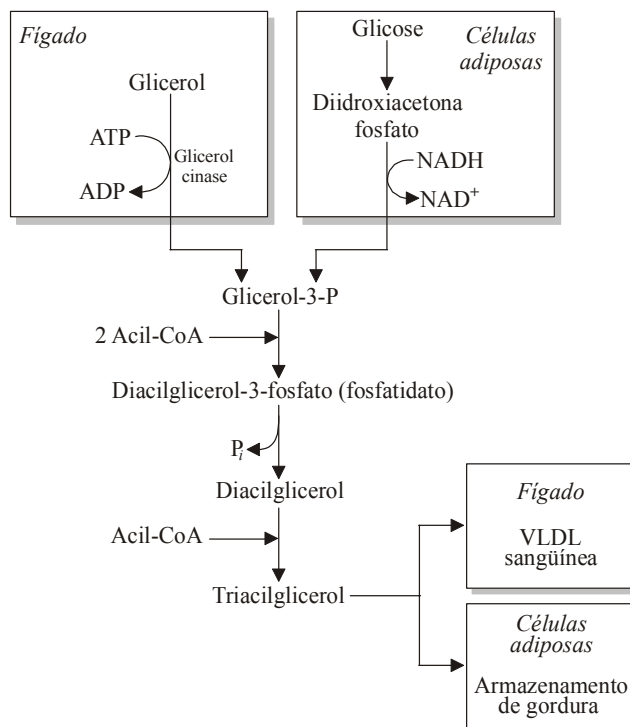 Fígado
Glicerol
ATP
Glicerol
cinase
ADP
Glicose
Células
adiposas
Diidroxiacetona
fosfato
NADH
NAD⁺
Glicerol-3-P
2 Acil-CoA
Diacilglicerol-3-fosfato (fosfatidato)
Pᵢ
Diacilglicerol
Acil-CoA
Triacilglicerol
Fígado
VLDL
sangüínea
Células
adiposas
Armazenamento
de gordura